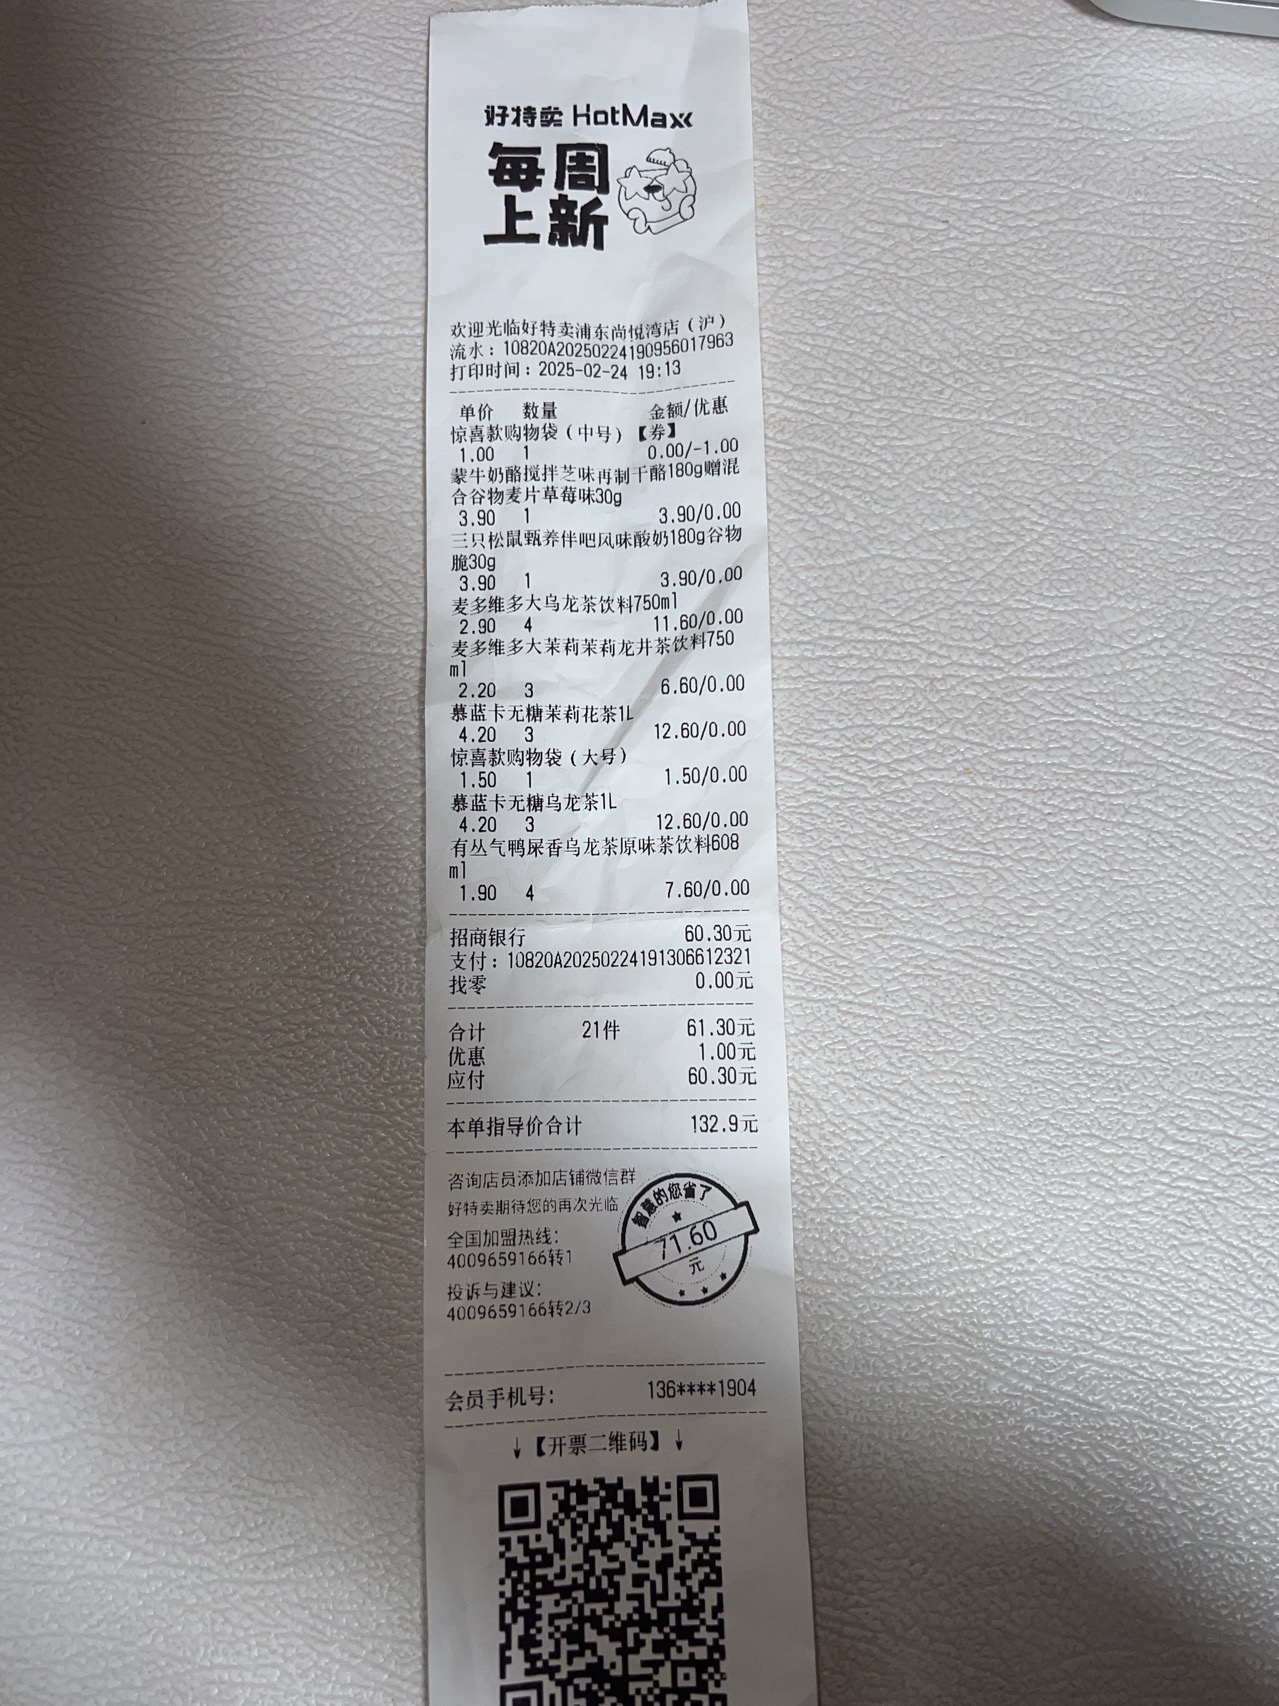 好特卖 HotMaxx
每周
上新
欢迎光临好特卖浦东尚悦湾店（沪）
流水：10820A20250224190956017963
打印时间：2025-02-24 19:13
单价 数量 金额/优惠
惊喜款购物袋（中号）【券】
1.00 1 0.00/-1.00
蒙牛奶酪搅拌芝味再制干酪180g赠混
合谷物麦片草莓味30g
3.90 1 3.90/0.00
三只松鼠甄养伴吧风味酸奶180g谷物
脆30g
3.90 1 3.90/0.00
麦多维多大乌龙茶饮料750ml
2.90 4 11.60/0.00
麦多维多大茉莉茉莉龙井茶饮料750
ml
2.20 3 6.60/0.00
慕蓝卡无糖茉莉花茶1L
4.20 3 12.60/0.00
惊喜款购物袋（大号）
1.50 1 1.50/0.00
慕蓝卡无糖乌龙茶1L
4.20 3 12.60/0.00
有丛气鸭屎香乌龙茶原味茶饮料608
ml
1.90 4 7.60/0.00
招商银行 60.30元
支付：10820A20250224191306612321
找零 0.00元
合计 21件 61.30元
优惠 1.00元
应付 60.30元
本单指导价合计 132.9元
咨询店员添加店铺微信群
好特卖期待您的再次光临
全国加盟热线：
4009659166转1
投诉与建议：
4009659166转2/3
智慧的您省了
71.60
元
会员手机号： 136****1904
↓【开票二维码】↓